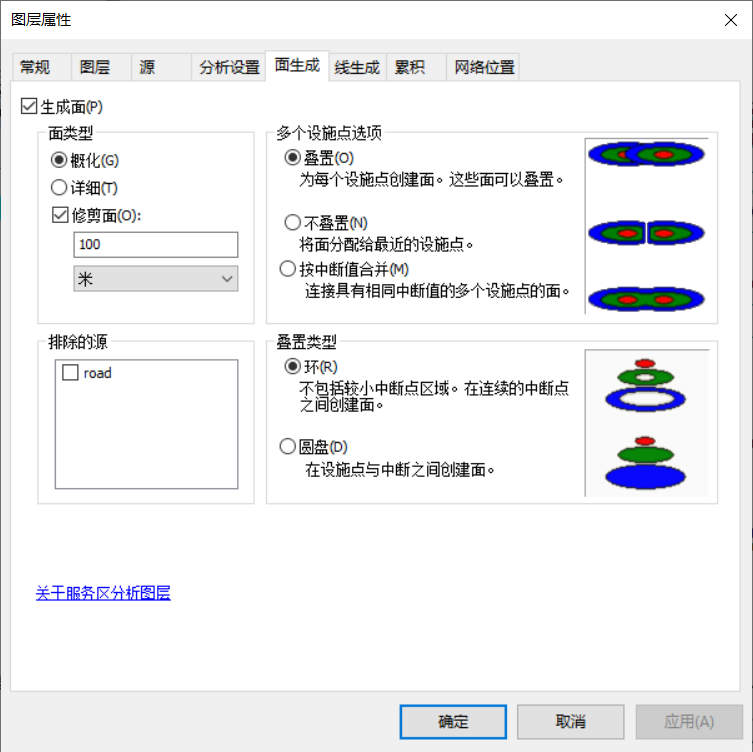 图层属性
常规 图层 源 分析设置 面生成 线生成 累积 网络位置
生成面(P)
面类型
概化(G)
详细(T)
修剪面(O):
100
米
多个设施点选项
叠置(O)
为每个设施点创建面。这些面可以叠置。
不叠置(N)
将面分配给最近的设施点。
按中断值合并(M)
连接具有相同中断值的多个设施点的面。
排除的源
road
叠置类型
环(R)
不包括较小中断点区域。在连续的中断点
之间创建面。
圆盘(D)
在设施点与中断之间创建面。
关于服务区分析图层
确定 取消 应用(A)